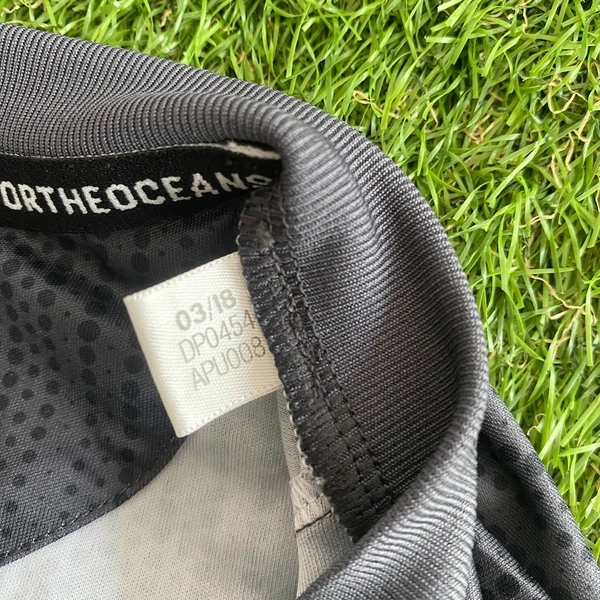 ORTHEOCEANS
03/18
DP0454
APU008